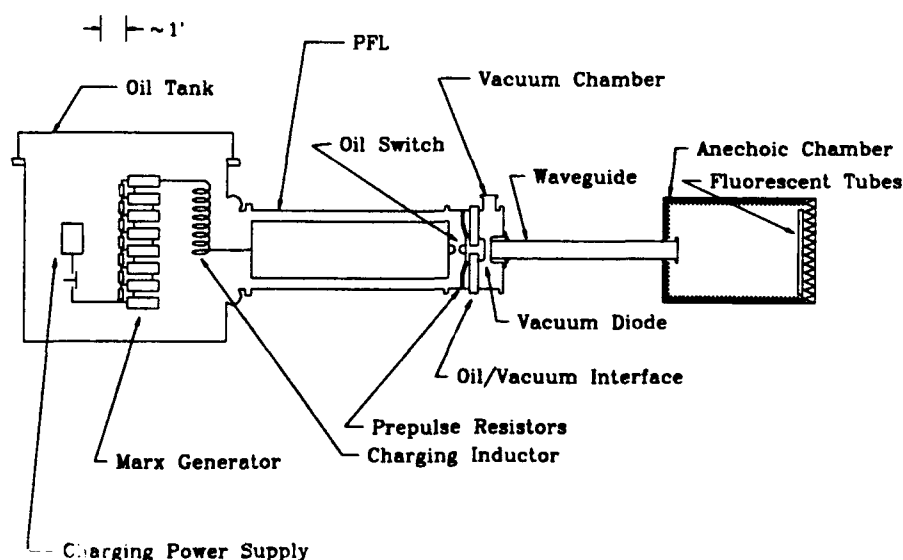 ~1'
PFL
Vacuum Chamber
Oil Tank
Oil Switch
Anechoic Chamber
Waveguide
Fluorescent Tubes
Vacuum Diode
Oil/Vacuum Interface
Prepulse Resistors
Charging Inductor
Marx Generator
Charging Power Supply